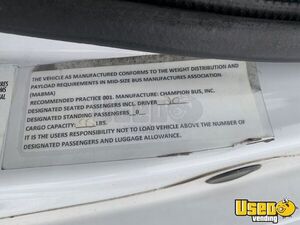 THE VEHICLE AS MANUFACTURED CONFORMS TO THE WEIGHT DISTRIBUTION AND
PAYLOAD REQUIREMENTS IN MID-SIZE BUS MANUFACTURES ASSOCIATION
(MABMA)
RECOMMENDED PRACTICE 001. MANUFACTURE: CHAMPION BUS, INC.
DESIGNATED SEATED PASSENGERS INCL. DRIVER
DESIGNATED STANDING PASSENGERS 0
CARGO CAPACITY LBS.
IT IS THE USERS RESPONSIBILITY NOT TO LOAD VEHICLE ABOVE THE NUMBER OF
DESIGNATED PASSENGERS AND LUGGAGE ALLOWANCE.
Used
vending